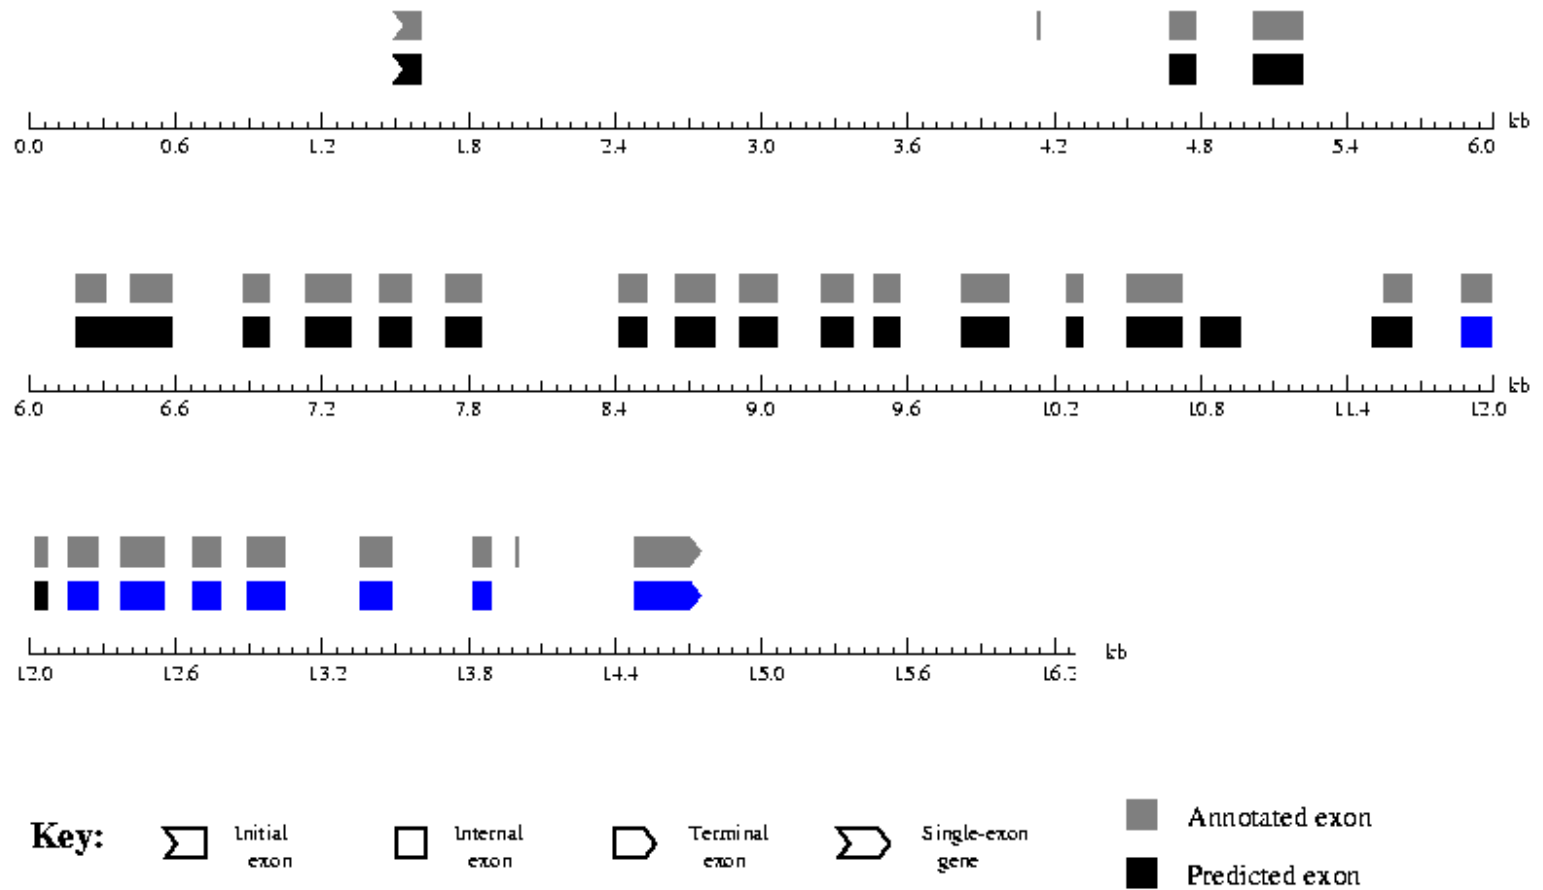 kb
0.0 0.6 1.2 1.8 2.4 3.0 3.6 4.2 4.8 5.4 6.0
kb
6.0 6.6 7.2 7.8 8.4 9.0 9.6 10.2 10.8 11.4 12.0
kb
12.0 12.6 13.2 13.8 14.4 15.0 15.6
Key:
Initial
exon
Internal
exon
Terminal
exon
Single-exon
gene
Annotated exon
Predicted exon